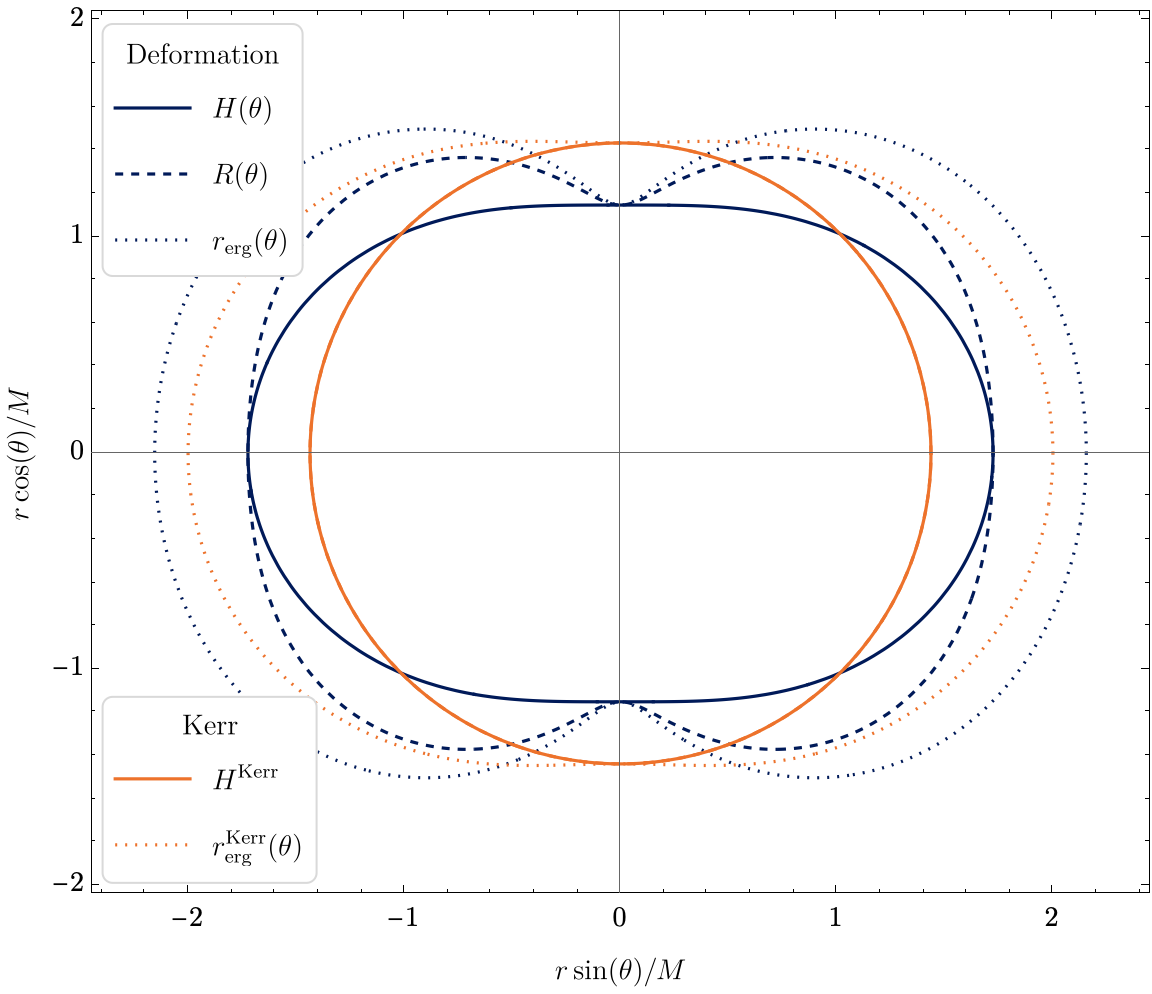 2
1
0
−1
−2
r cos(θ)/M
Deformation
H(θ)
R(θ)
r_erg(θ)
Kerr
H^Kerr
r_erg^Kerr(θ)
−2 −1 0 1 2
r sin(θ)/M